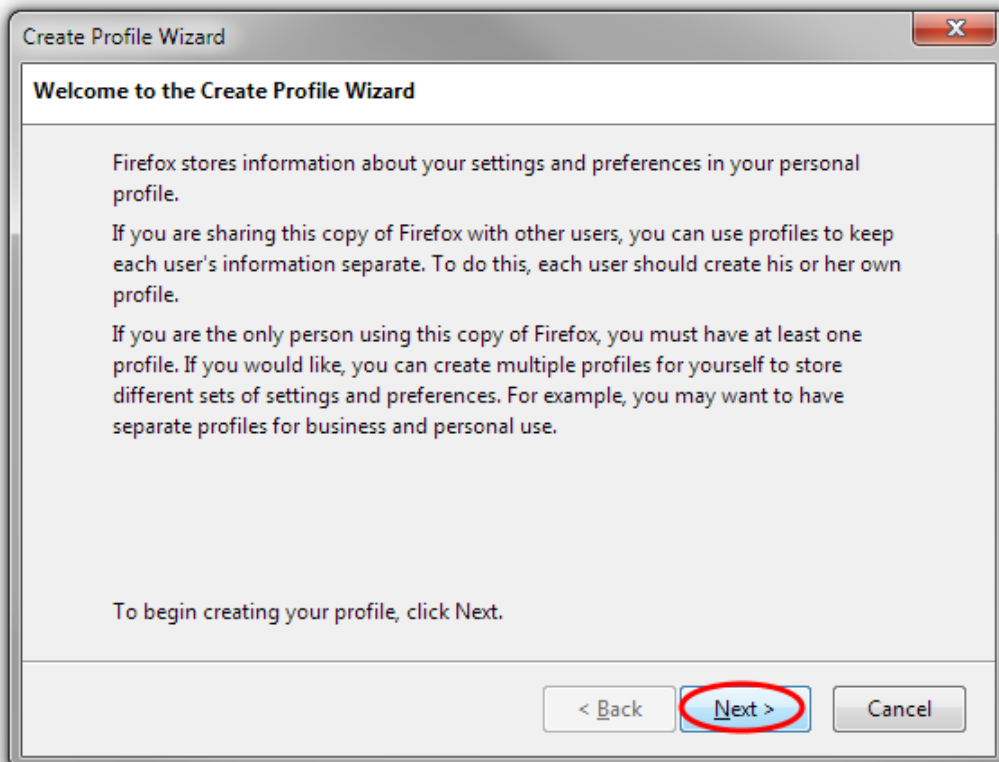 Create Profile Wizard
Welcome to the Create Profile Wizard
Firefox stores information about your settings and preferences in your personal
profile.
If you are sharing this copy of Firefox with other users, you can use profiles to keep
each user's information separate. To do this, each user should create his or her own
profile.
If you are the only person using this copy of Firefox, you must have at least one
profile. If you would like, you can create multiple profiles for yourself to store
different sets of settings and preferences. For example, you may want to have
separate profiles for business and personal use.
To begin creating your profile, click Next.
< Back Next > Cancel